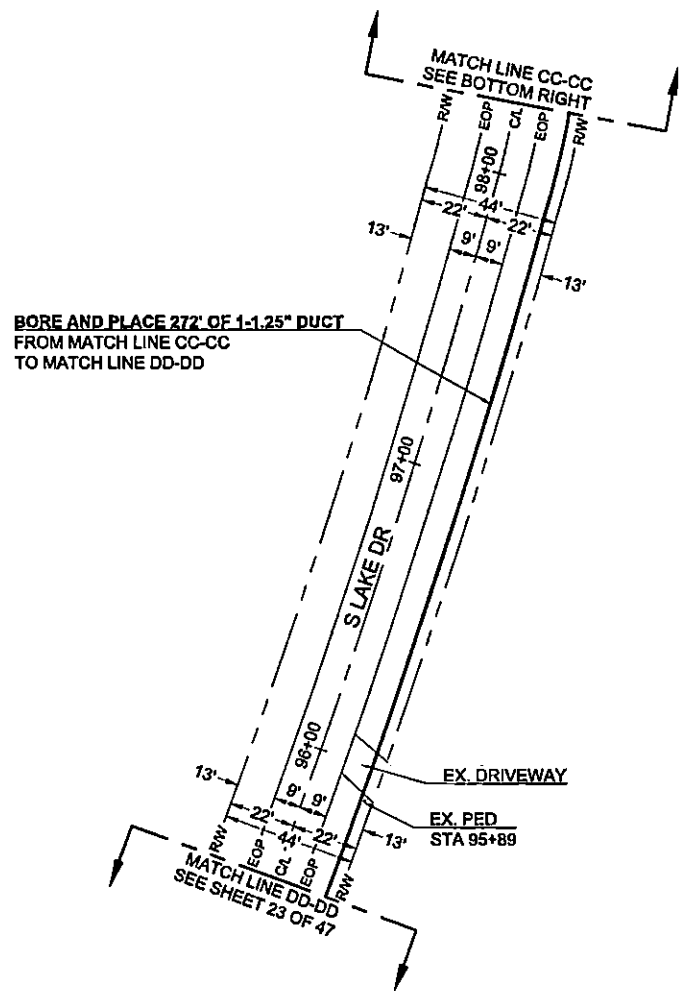 MATCH LINE CC-CC
SEE BOTTOM RIGHT
R/W
EOP
C/L
EOP
R/W
98+00
44'
22'
22'
13'
9'
9'
13'
BORE AND PLACE 272' OF 1-1.25" DUCT
FROM MATCH LINE CC-CC
TO MATCH LINE DD-DD
97+00
S LAKE DR
96+00
EX. DRIVEWAY
13'
9'
9'
EX. PED
STA 95+89
22'
22'
44'
13'
R/W
EOP
C/L
EOP
R/W
MATCH LINE DD-DD
SEE SHEET 23 OF 47